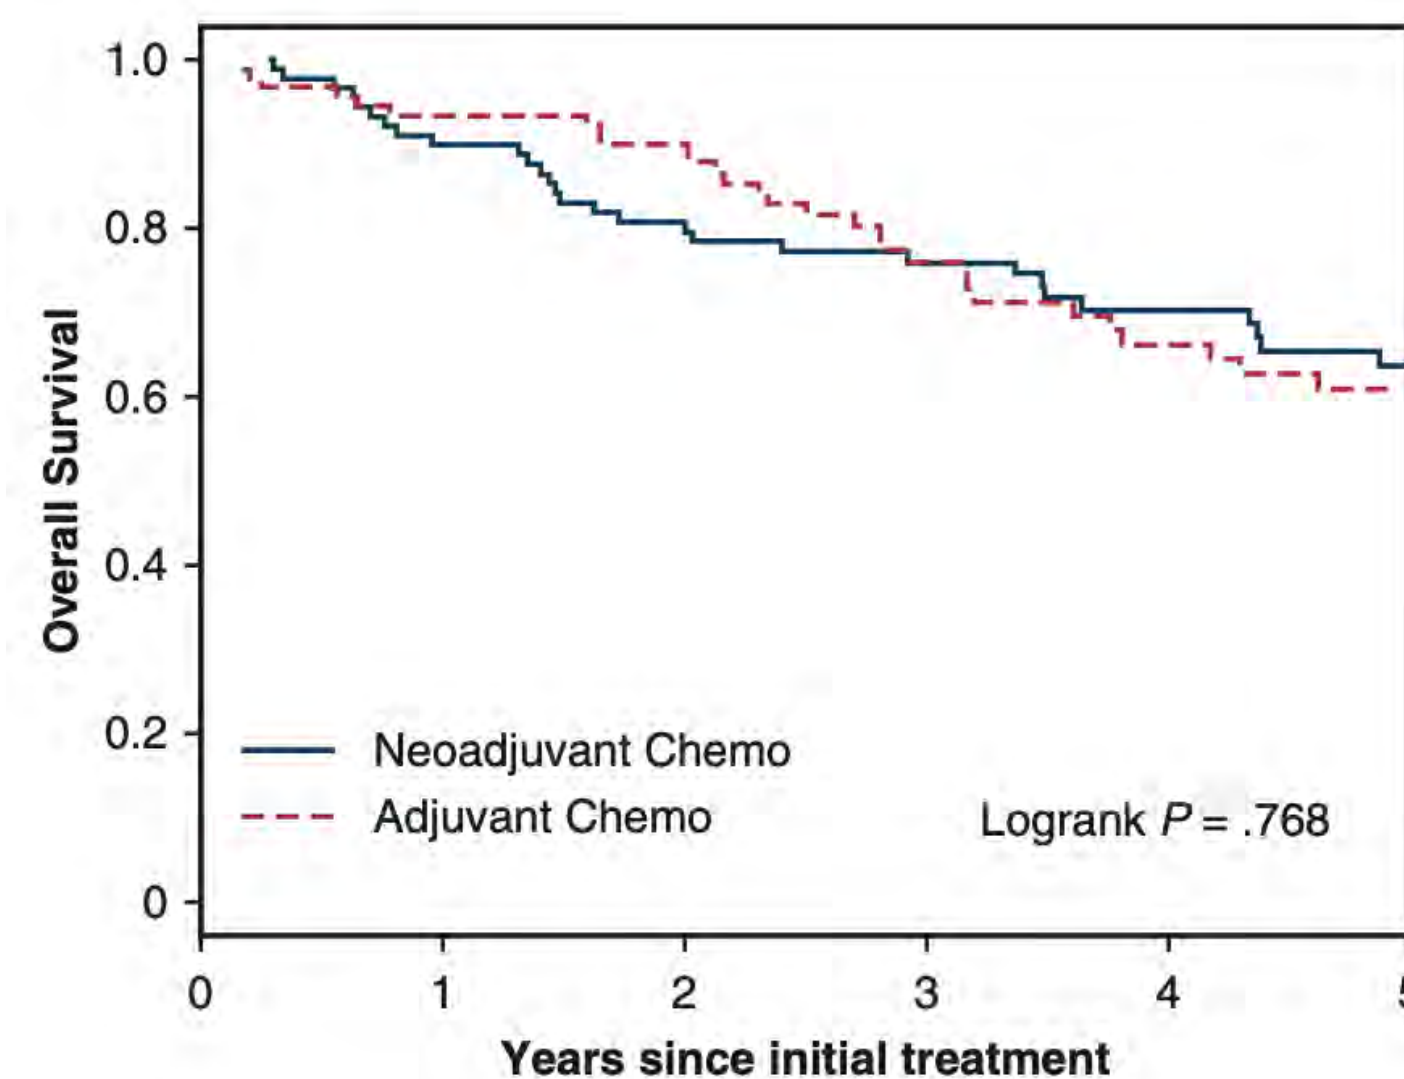 1.0
0.8
0.6
0.4
0.2
0
Overall Survival
Neoadjuvant Chemo
Adjuvant Chemo
Logrank P = .768
0 1 2 3 4 5
Years since initial treatment